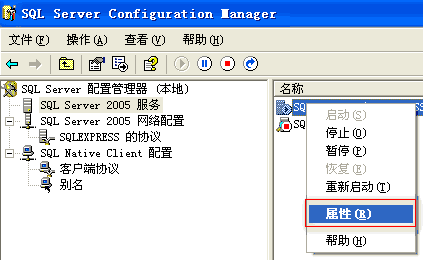 SQL Server Configuration Manager
文件(F) 操作(A) 查看(V) 帮助(H)
SQL Server 配置管理器 (本地)
SQL Server 2005 服务
SQL Server 2005 网络配置
SQLEXPRESS 的协议
SQL Native Client 配置
客户端协议
别名
名称
SQ
SS
SQ
启动(S)
停止(O)
暂停(P)
恢复(E)
重新启动(T)
属性(R)
帮助(H)